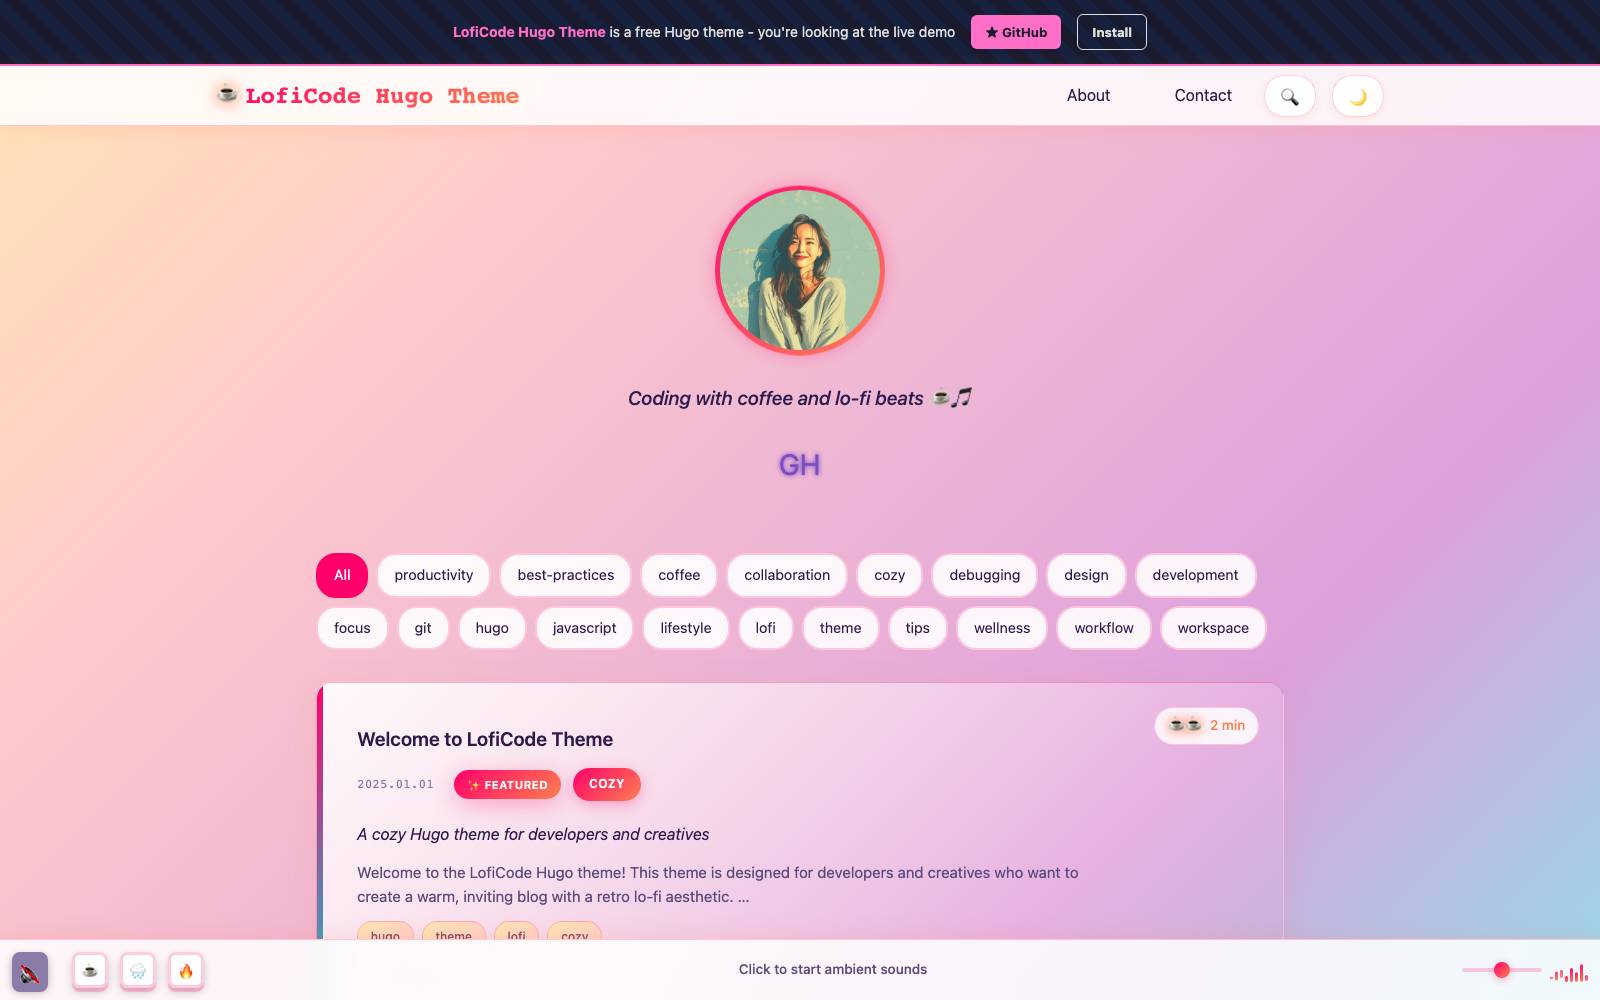 LofiCode Hugo Theme is a free Hugo theme - you're looking at the live demo ★ GitHub Install
☕ LofiCode Hugo Theme About Contact 🔍 🌙
Coding with coffee and lo-fi beats ☕🎵
GH
All productivity best-practices coffee collaboration cozy debugging design development
focus git hugo javascript lifestyle lofi theme tips wellness workflow workspace
☕☕ 2 min
Welcome to LofiCode Theme
2025.01.01 ✨ FEATURED COZY
A cozy Hugo theme for developers and creatives
Welcome to the LofiCode Hugo theme! This theme is designed for developers and creatives who want to
create a warm, inviting blog with a retro lo-fi aesthetic. ...
hugo theme lofi cozy
Click to start ambient sounds